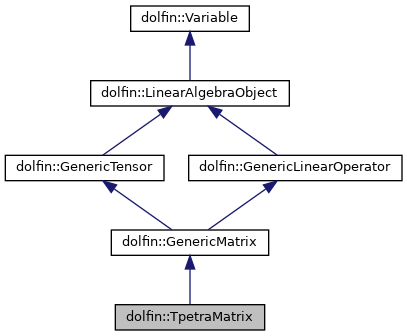 dolfin::Variable
dolfin::LinearAlgebraObject
dolfin::GenericTensor
dolfin::GenericLinearOperator
dolfin::GenericMatrix
dolfin::TpetraMatrix